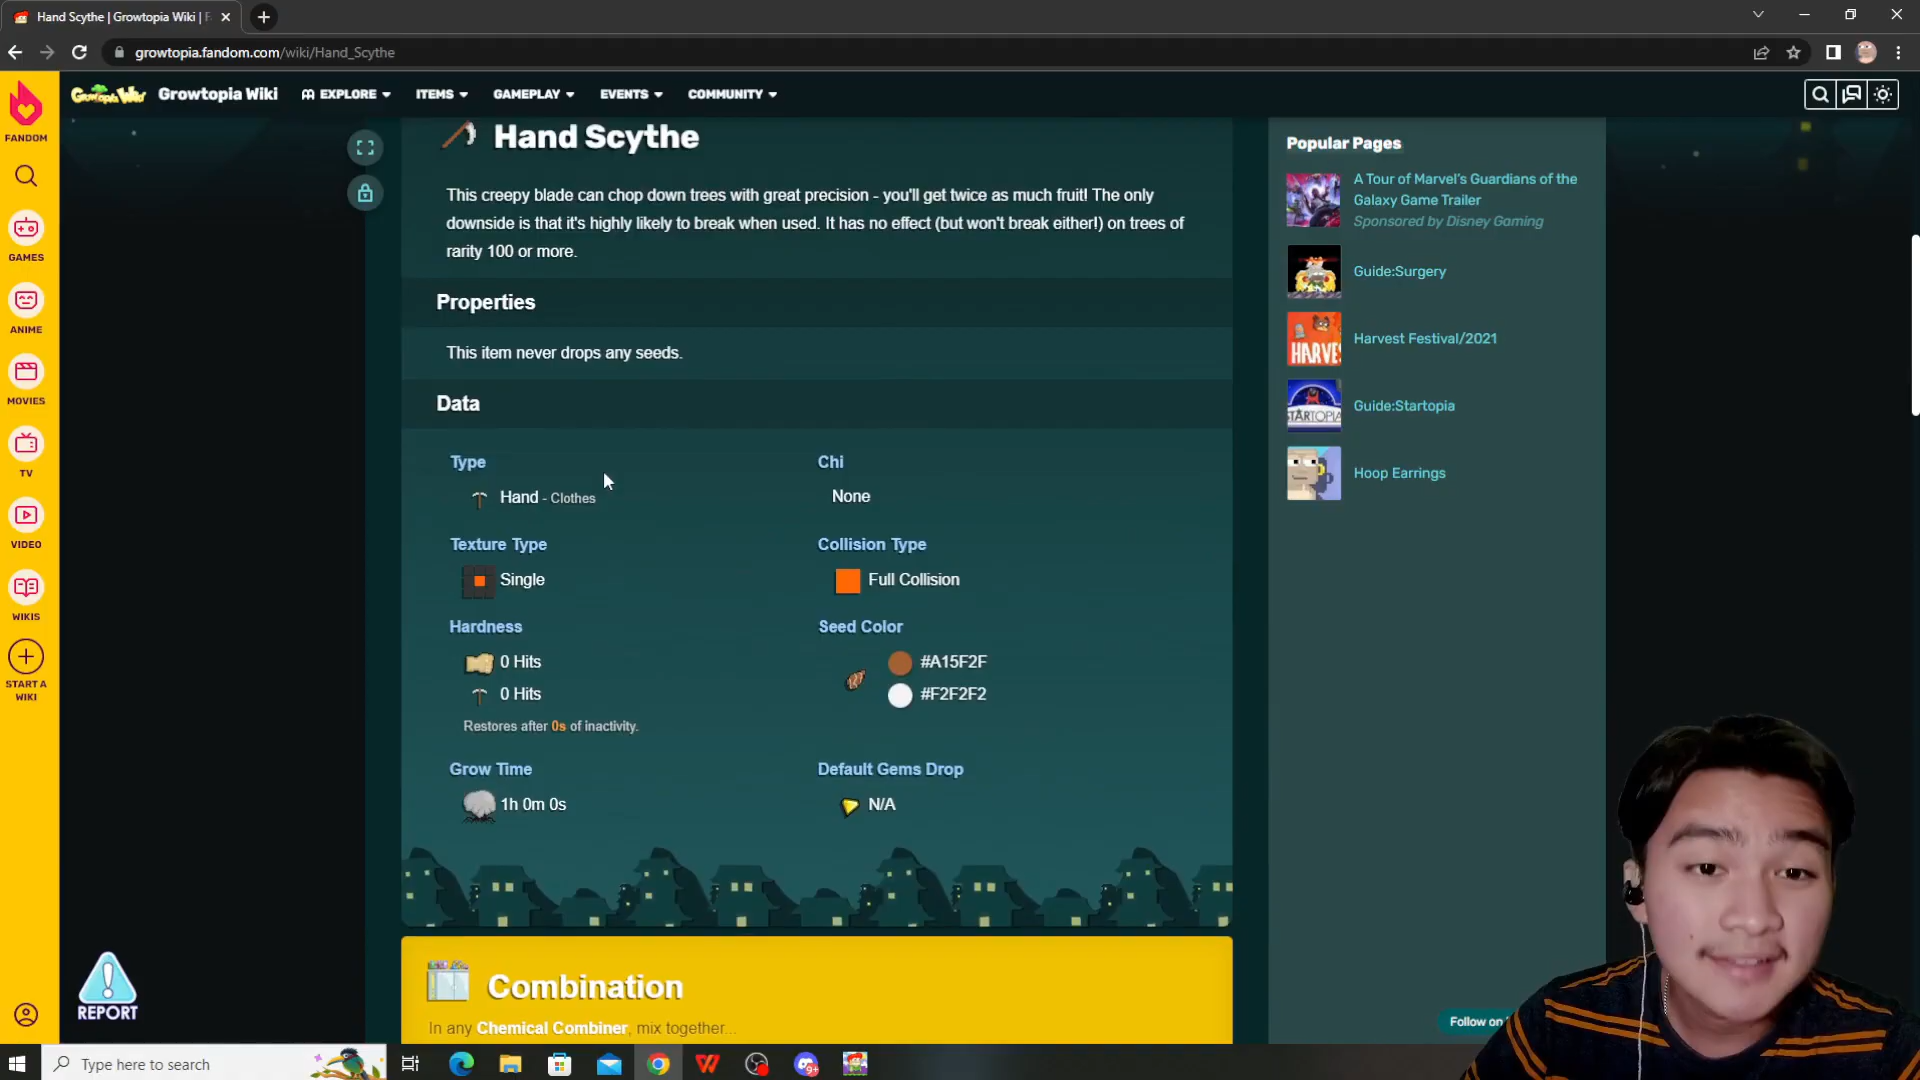 Hand Scythe | Growtopia Wiki | F
growtopia.fandom.com/wiki/Hand_Scythe
FANDOM
GAMES
ANIME
MOVIES
TV
VIDEO
WIKIS
START A
WIKI
Growtopia Wiki
EXPLORE
ITEMS
GAMEPLAY
EVENTS
COMMUNITY
Hand Scythe
This creepy blade can chop down trees with great precision - you'll get twice as much fruit! The only
downside is that it's highly likely to break when used. It has no effect (but won't break either!) on trees of
rarity 100 or more.
Properties
This item never drops any seeds.
Data
Type
Hand - Clothes
Chi
None
Texture Type
Single
Collision Type
Full Collision
Hardness
0 Hits
0 Hits
Restores after 0s of inactivity.
Seed Color
#A15F2F
#F2F2F2
Grow Time
1h 0m 0s
Default Gems Drop
N/A
Combination
In any Chemical Combiner, mix together...
Popular Pages
A Tour of Marvel's Guardians of the
Galaxy Game Trailer
Sponsored by Disney Gaming
Guide:Surgery
Harvest Festival/2021
Guide:Startopia
Hoop Earrings
REPORT
Follow on
Type here to search
9+